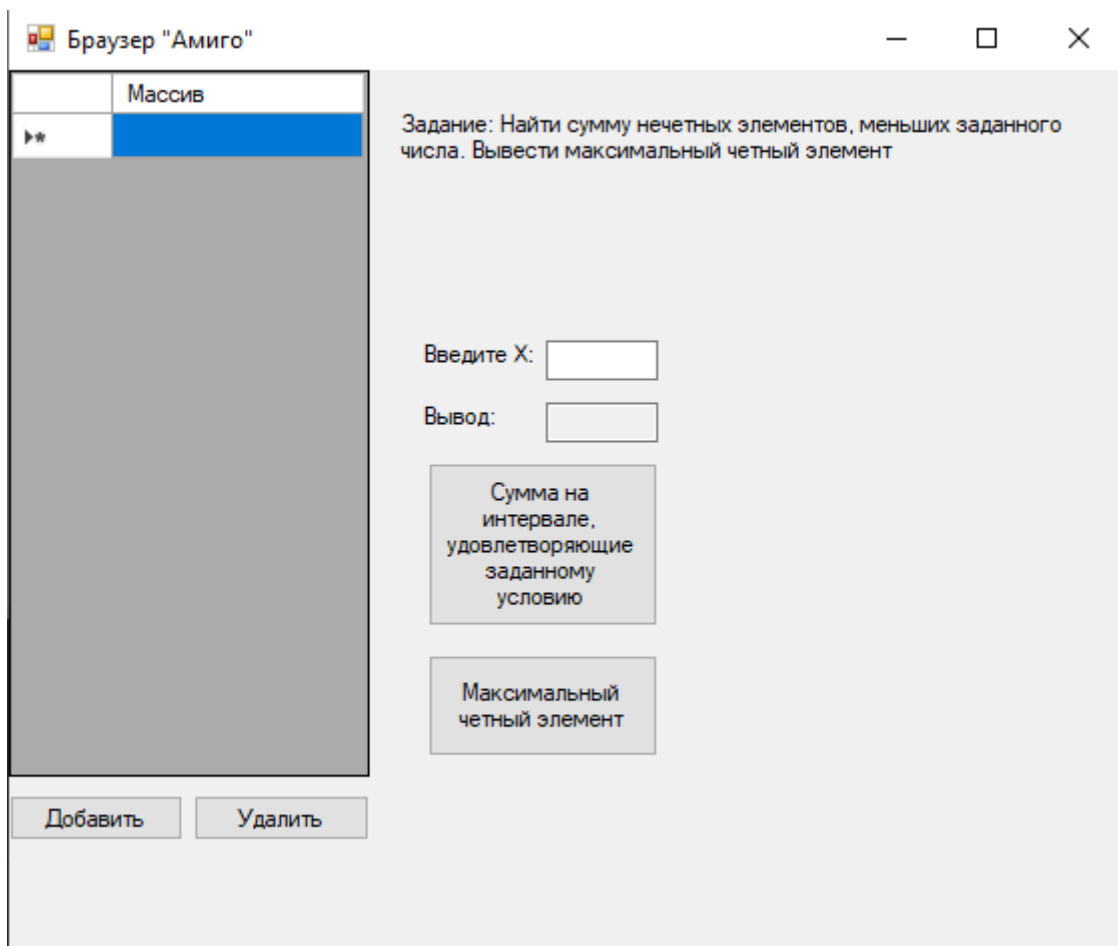 Браузер "Амиго"
Массив
Задание: Найти сумму нечетных элементов, меньших заданного
числа. Вывести максимальный четный элемент
Введите X:
Вывод:
Сумма на
интервале,
удовлетворяющие
заданному
условию
Максимальный
четный элемент
Добавить
Удалить